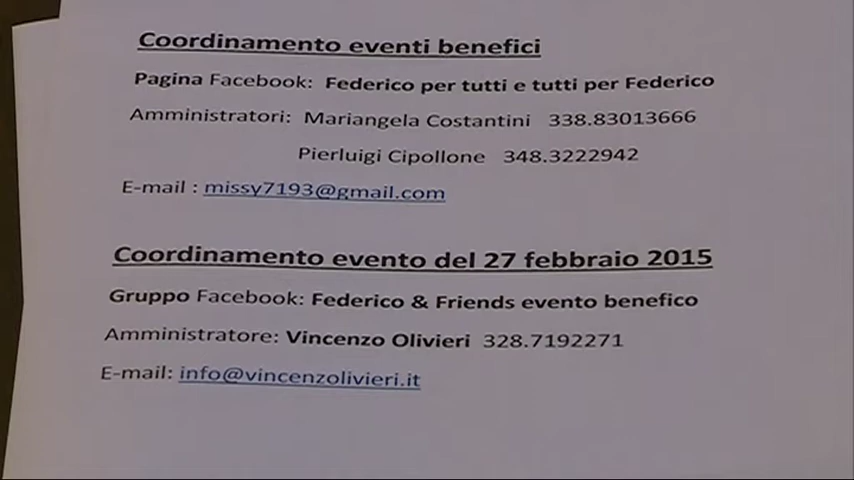 Coordinamento eventi benefici
Pagina Facebook: Federico per tutti e tutti per Federico
Amministratori: Mariangela Costantini 338.83013666
Pierluigi Cipollone 348.3222942
E-mail : missy7193@gmail.com
Coordinamento evento del 27 febbraio 2015
Gruppo Facebook: Federico & Friends evento benefico
Amministratore: Vincenzo Olivieri 328.7192271
E-mail: info@vincenzolivieri.it